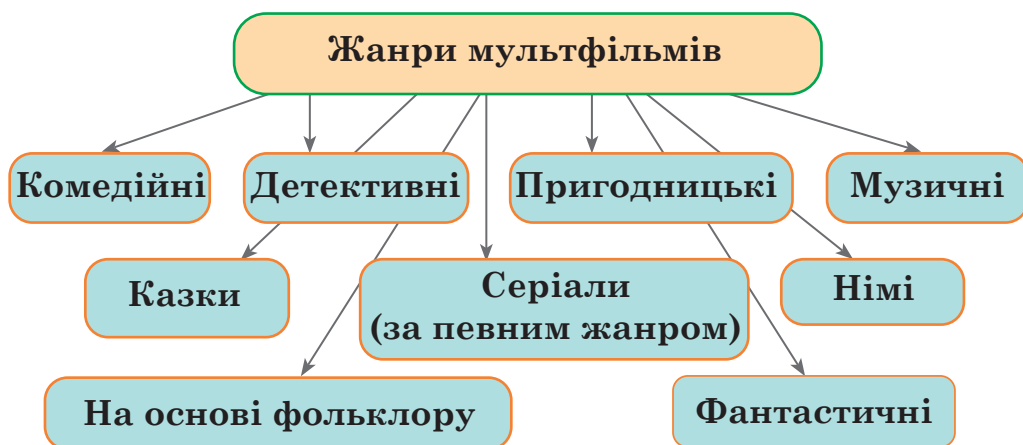 Жанри мультфільмів
Комедійні
Детективні
Пригодницькі
Музичні
Казки
Серіали
(за певним жанром)
Німі
На основі фольклору
Фантастичні